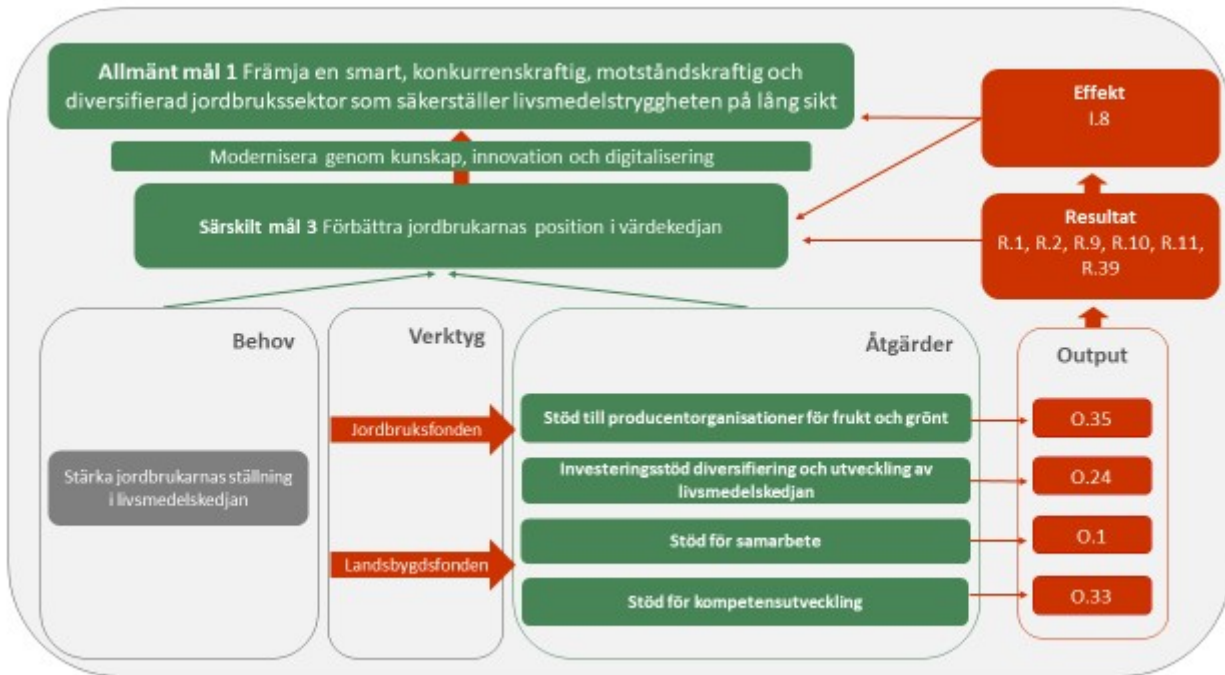 Allmänt mål 1 Främja en smart, konkurrenskraftig, motståndskraftig och
diversifierad jordbrukssektor som säkerställer livsmedelstryggheten på lång sikt
Modernisera genom kunskap, innovation och digitalisering
Särskilt mål 3 Förbättra jordbrukarnas position i värdekedjan
Effekt
I.8
Resultat
R.1, R.2, R.9, R.10, R.11,
R.39
Behov
Stärka jordbrukarnas ställning
i livsmedelskedjan
Verktyg
Jordbruksfonden
Landsbygdsfonden
Åtgärder
Stöd till producentorganisationer för frukt och grönt
Investeringsstöd diversifiering och utveckling av
livsmedelskedjan
Stöd för samarbete
Stöd för kompetensutveckling
Output
O.35
O.24
O.1
O.33